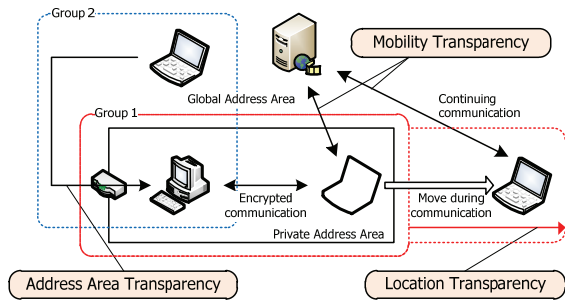 Group 2
Mobility Transparency
Global Address Area
Continuing
communication
Group 1
Encrypted
communication
Move during
communication
Private Address Area
Address Area Transparency
Location Transparency